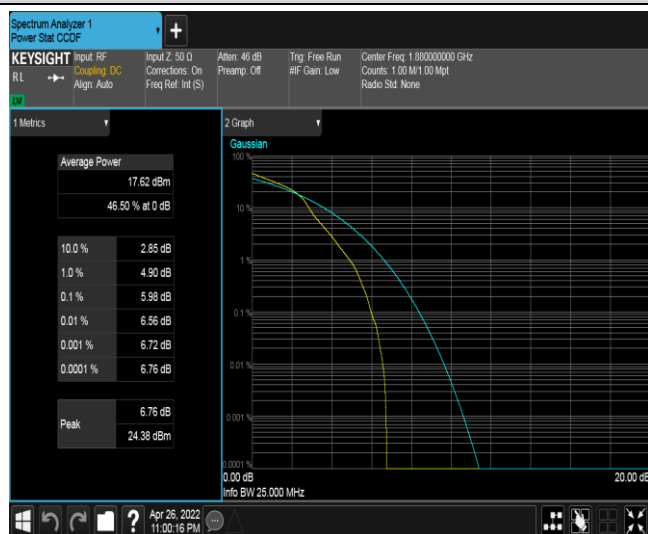 Spectrum Analyzer 1
Power Stat CCDF
+
KEYSIGHT
RL
LXI
Input: RF
Coupling: DC
Align: Auto
Input Z: 50 Ω
Corrections: On
Freq Ref: Int (S)
Atten: 46 dB
Preamp: Off
Trig: Free Run
#IF Gain: Low
Center Freq: 1.880000000 GHz
Counts: 1.00 M/1.00 Mpt
Radio Std: None
1 Metrics
Average Power
17.62 dBm
46.50 % at 0 dB
10.0 % 2.85 dB
1.0 % 4.90 dB
0.1 % 5.98 dB
0.01 % 6.56 dB
0.001 % 6.72 dB
0.0001 % 6.76 dB
Peak
6.76 dB
24.38 dBm
2 Graph
Gaussian
100 %
10 %
1 %
0.1 %
0.01 %
0.001 %
0.0001 %
0.00 dB
20.00 dB
Info BW 25.000 MHz
?
Apr 26, 2022
11:00:16 PM